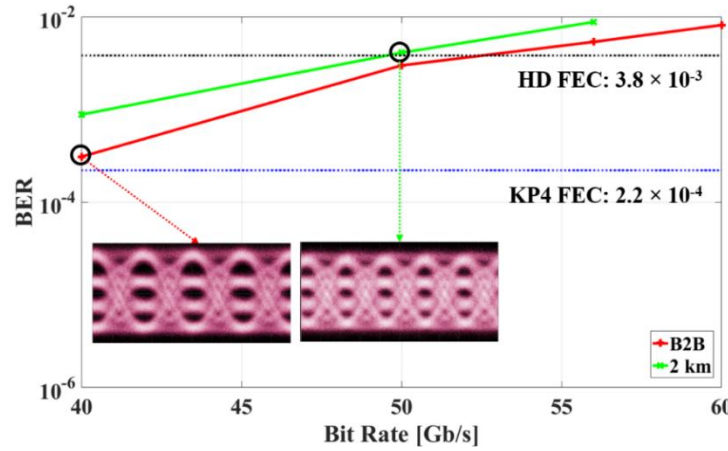 10⁻²
HD FEC: 3.8 × 10⁻³
10⁻⁴
KP4 FEC: 2.2 × 10⁻⁴
BER
B2B
2 km
10⁻⁶
40
45
50
55
60
Bit Rate [Gb/s]